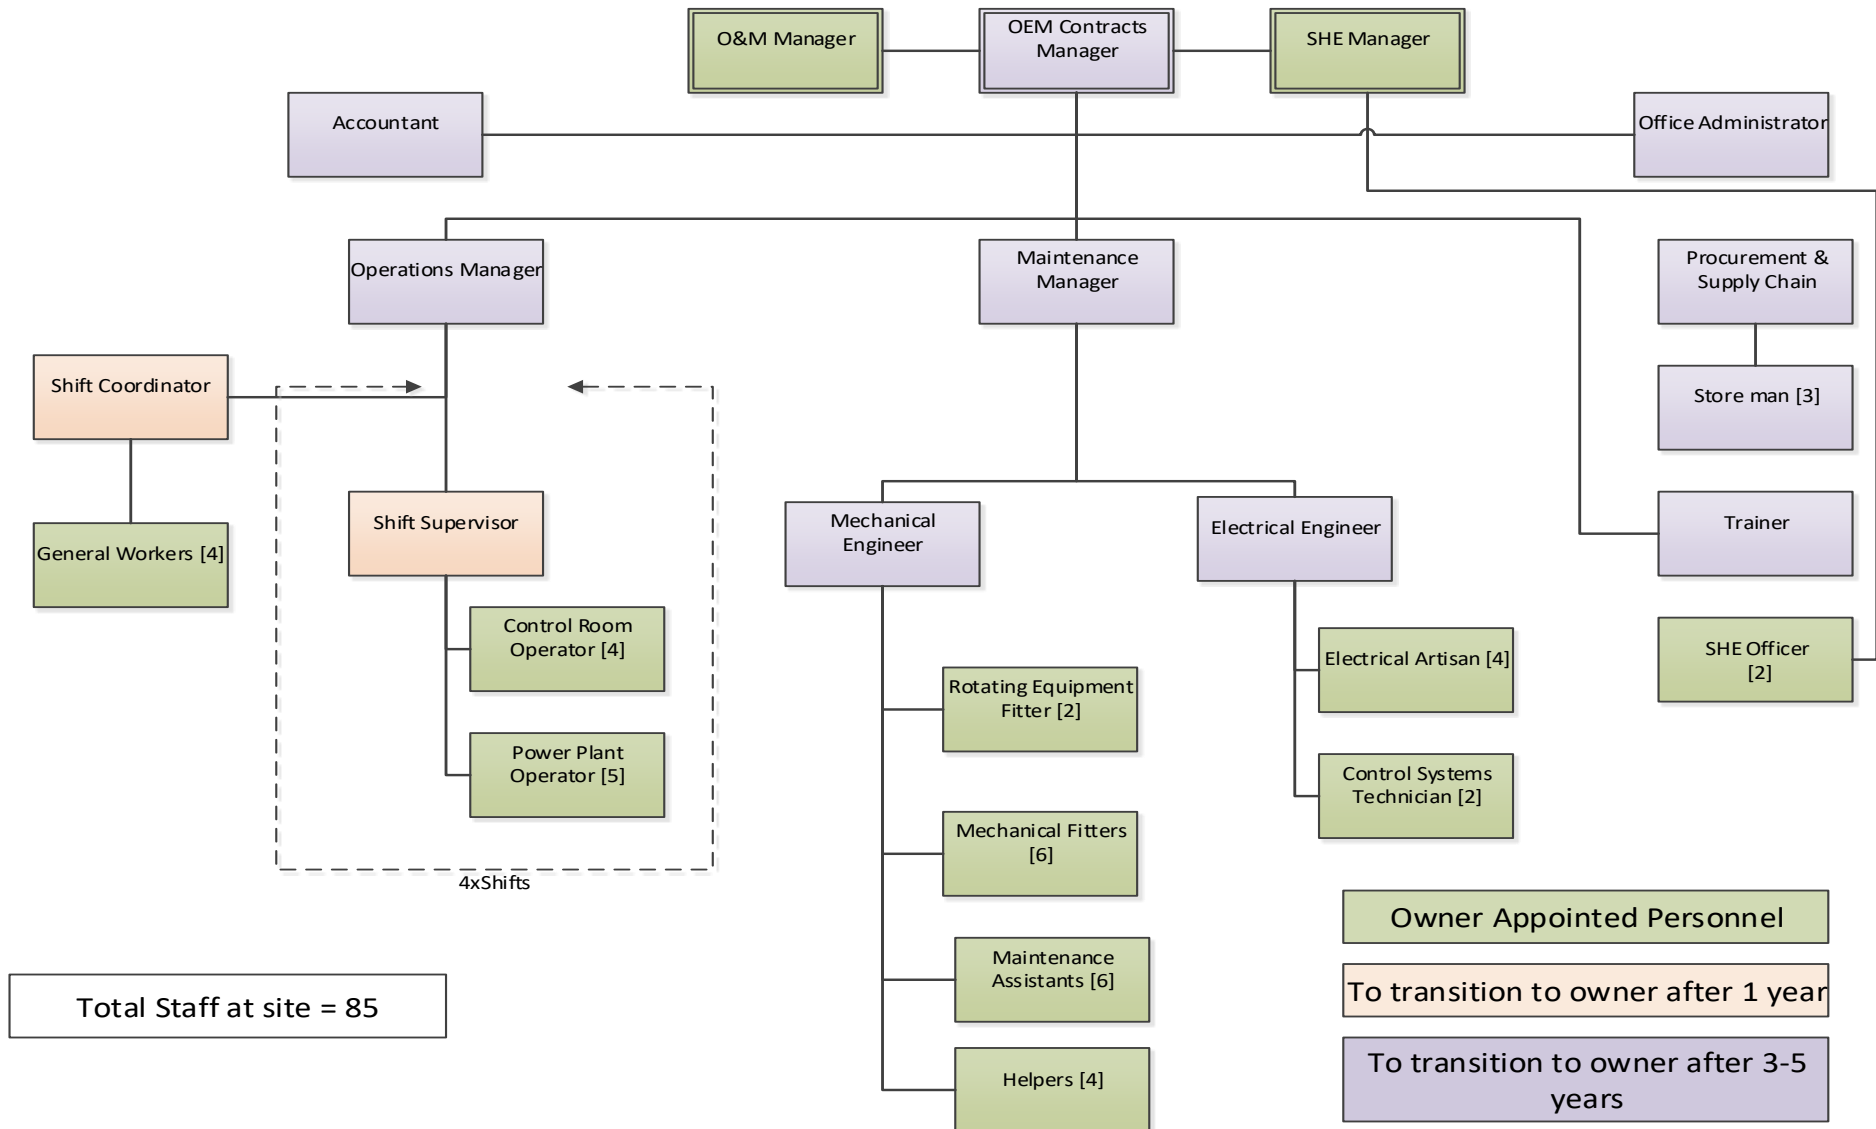 O&M Manager
OEM Contracts
Manager
SHE Manager
Accountant
Office Administrator
Operations Manager
Maintenance
Manager
Procurement &
Supply Chain
Shift Coordinator
Store man [3]
General Workers [4]
Shift Supervisor
Mechanical
Engineer
Electrical Engineer
Trainer
Control Room
Operator [4]
Power Plant
Operator [5]
4xShifts
Rotating Equipment
Fitter [2]
Mechanical Fitters
[6]
Maintenance
Assistants [6]
Helpers [4]
Electrical Artisan [4]
Control Systems
Technician [2]
SHE Officer
[2]
Total Staff at site = 85
Owner Appointed Personnel
To transition to owner after 1 year
To transition to owner after 3-5
years